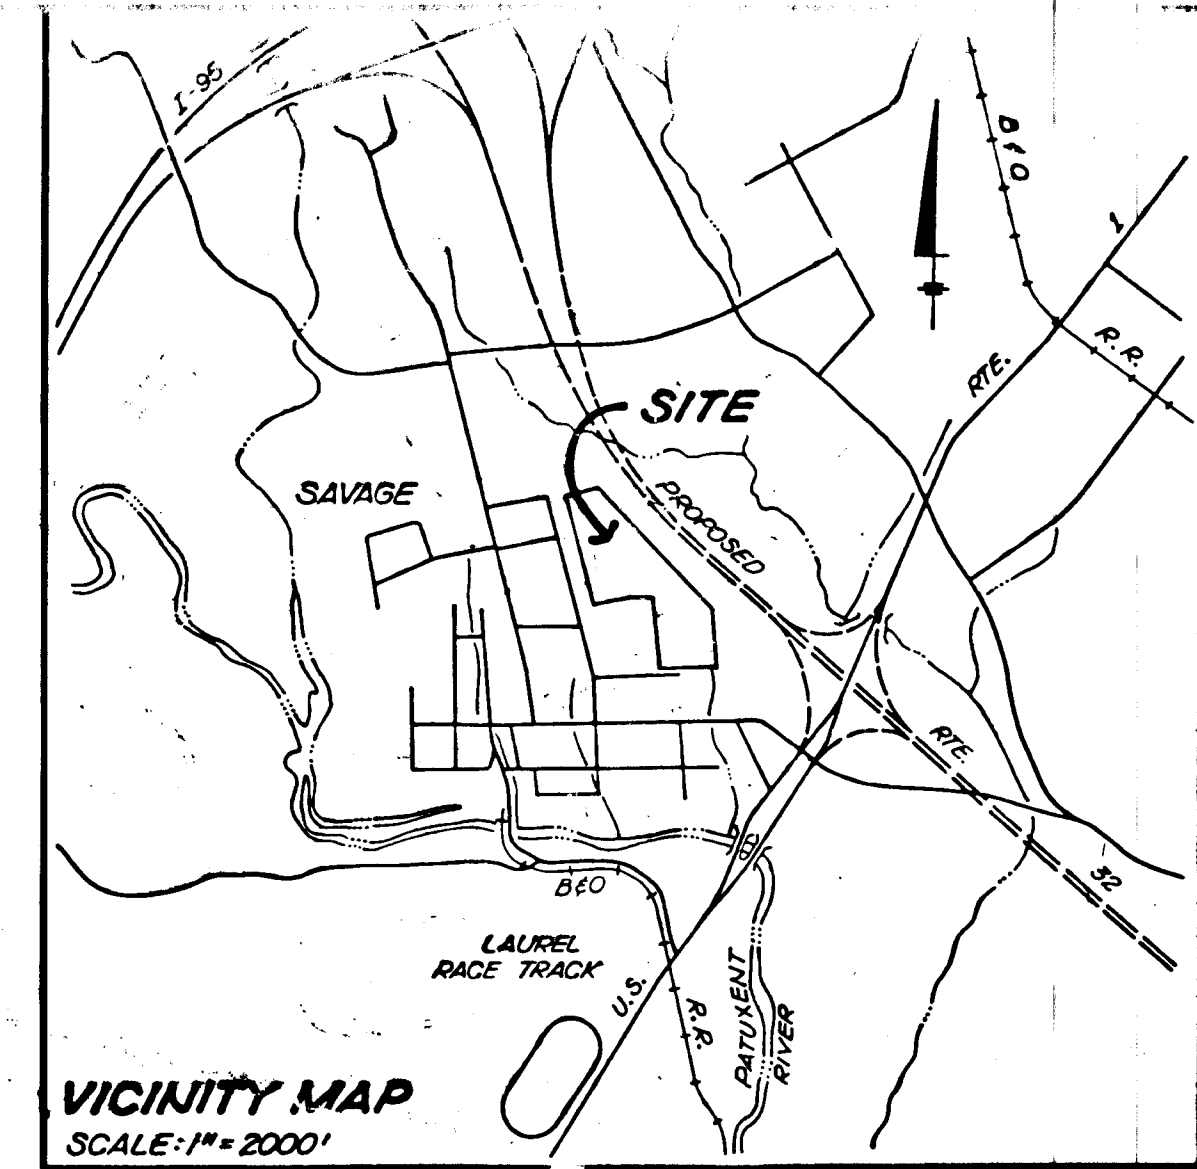 I-95
B & O
1
R.R.
RTE.
SITE
SAVAGE
PROPOSED
RTE.
32
B&O
LAUREL
RACE TRACK
U.S.
R.R.
PATUXENT
RIVER
VICINITY MAP
SCALE: 1" = 2000'